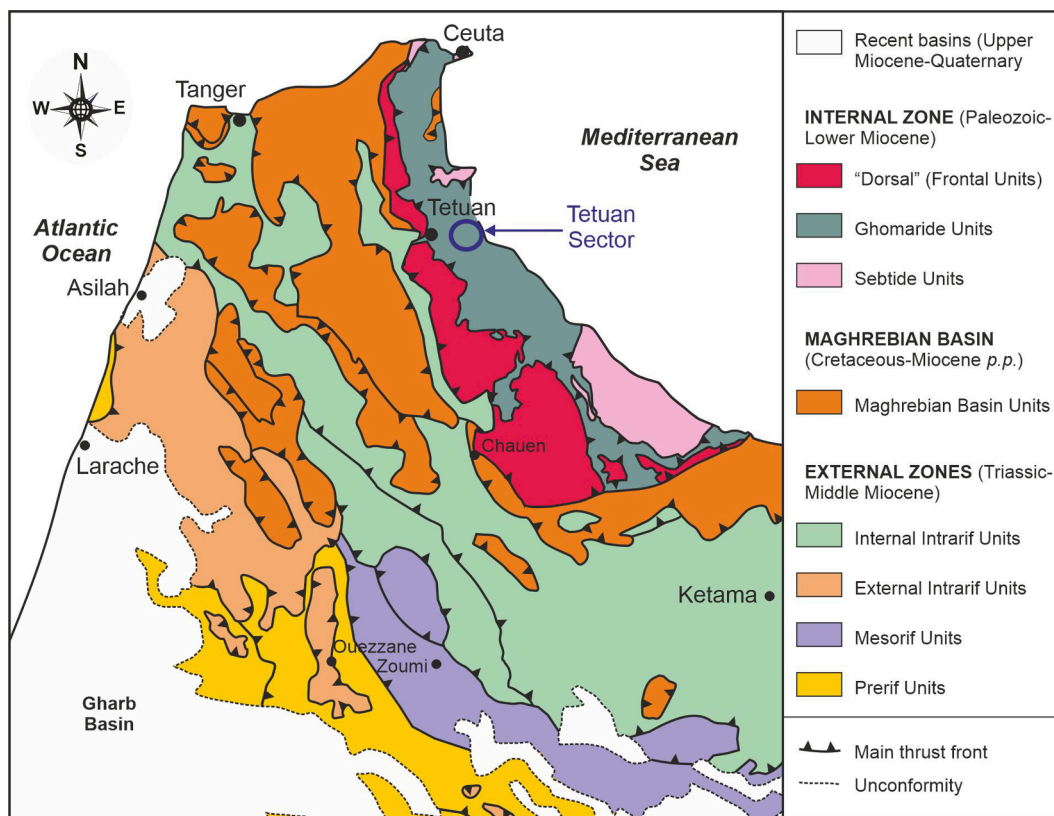 N
W
E
S
Ceuta
Tanger
Mediterranean
Sea
Tetuan
Tetuan
Sector
Atlantic
Ocean
Asilah
Larache
Chauen
Ketama
Ouezzane
Zoumi
Gharb
Basin
Recent basins (Upper
Miocene-Quaternary
INTERNAL ZONE (Paleozoic-
Lower Miocene)
“Dorsal” (Frontal Units)
Ghomaride Units
Sebtide Units
MAGHREBIAN BASIN
(Cretaceous-Miocene p.p.)
Maghrebian Basin Units
EXTERNAL ZONES (Triassic-
Middle Miocene)
Internal Intrarif Units
External Intrarif Units
Mesorif Units
Prerif Units
Main thrust front
Unconformity